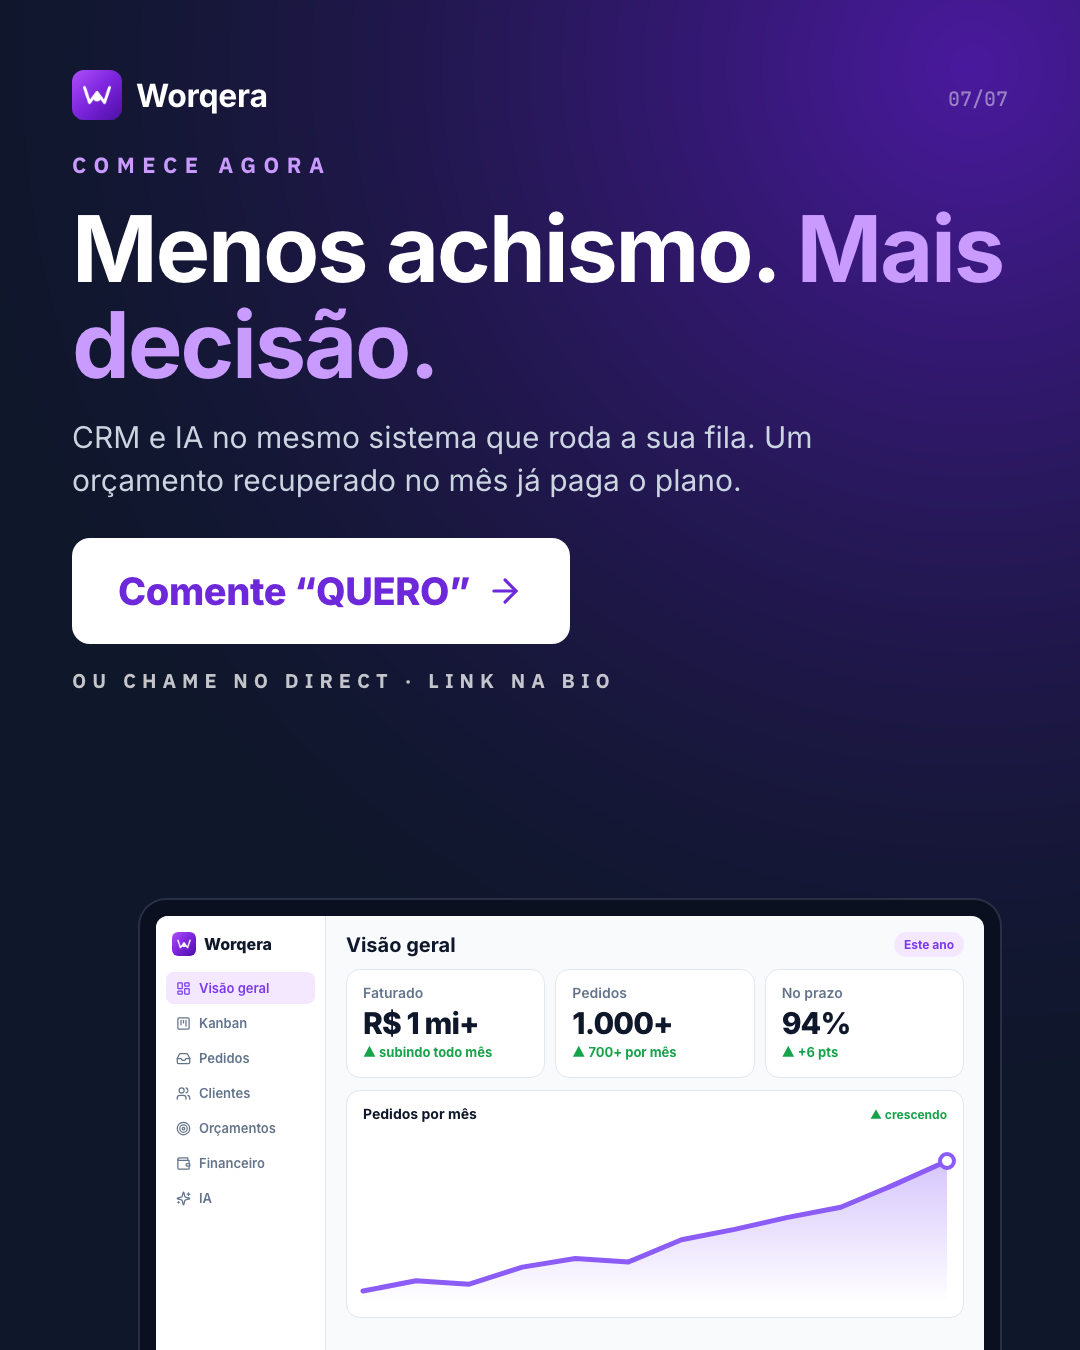 Worqera
07/07
COMECE AGORA
Menos achismo. Mais
decisão.
CRM e IA no mesmo sistema que roda a sua fila. Um
orçamento recuperado no mês já paga o plano.
Comente “QUERO” →
OU CHAME NO DIRECT · LINK NA BIO
Worqera
Visão geral
Kanban
Pedidos
Clientes
Orçamentos
Financeiro
IA
Visão geral
Este ano
Faturado
R$ 1 mi+
▲ subindo todo mês
Pedidos
1.000+
▲ 700+ por mês
No prazo
94%
▲ +6 pts
Pedidos por mês
▲ crescendo